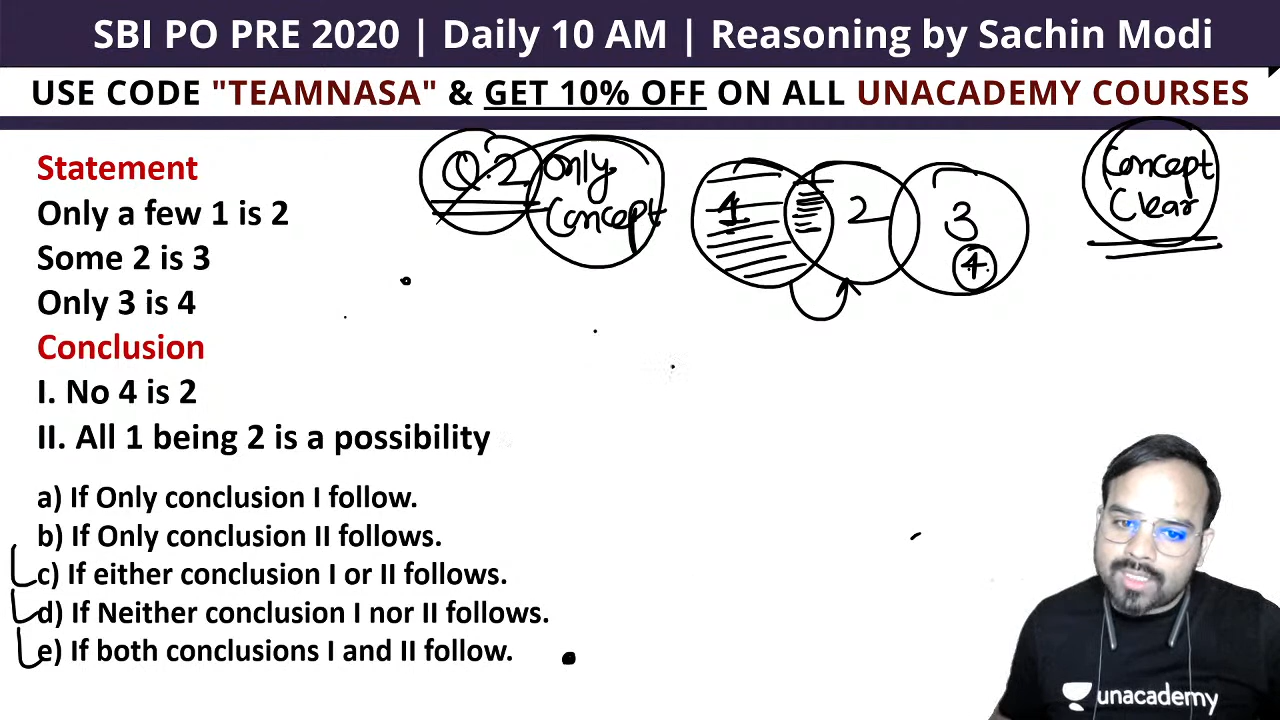 SBI PO PRE 2020 | Daily 10 AM | Reasoning by Sachin Modi
USE CODE "TEAMNASA" & GET 10% OFF ON ALL UNACADEMY COURSES
Statement
Only a few 1 is 2
Some 2 is 3
Only 3 is 4
Conclusion
I. No 4 is 2
II. All 1 being 2 is a possibility
a) If Only conclusion I follow.
b) If Only conclusion II follows.
c) If either conclusion I or II follows.
d) If Neither conclusion I nor II follows.
e) If both conclusions I and II follow.
Q.2
Only
Concept
1
2
3
4
Concept
Clear
unacademy